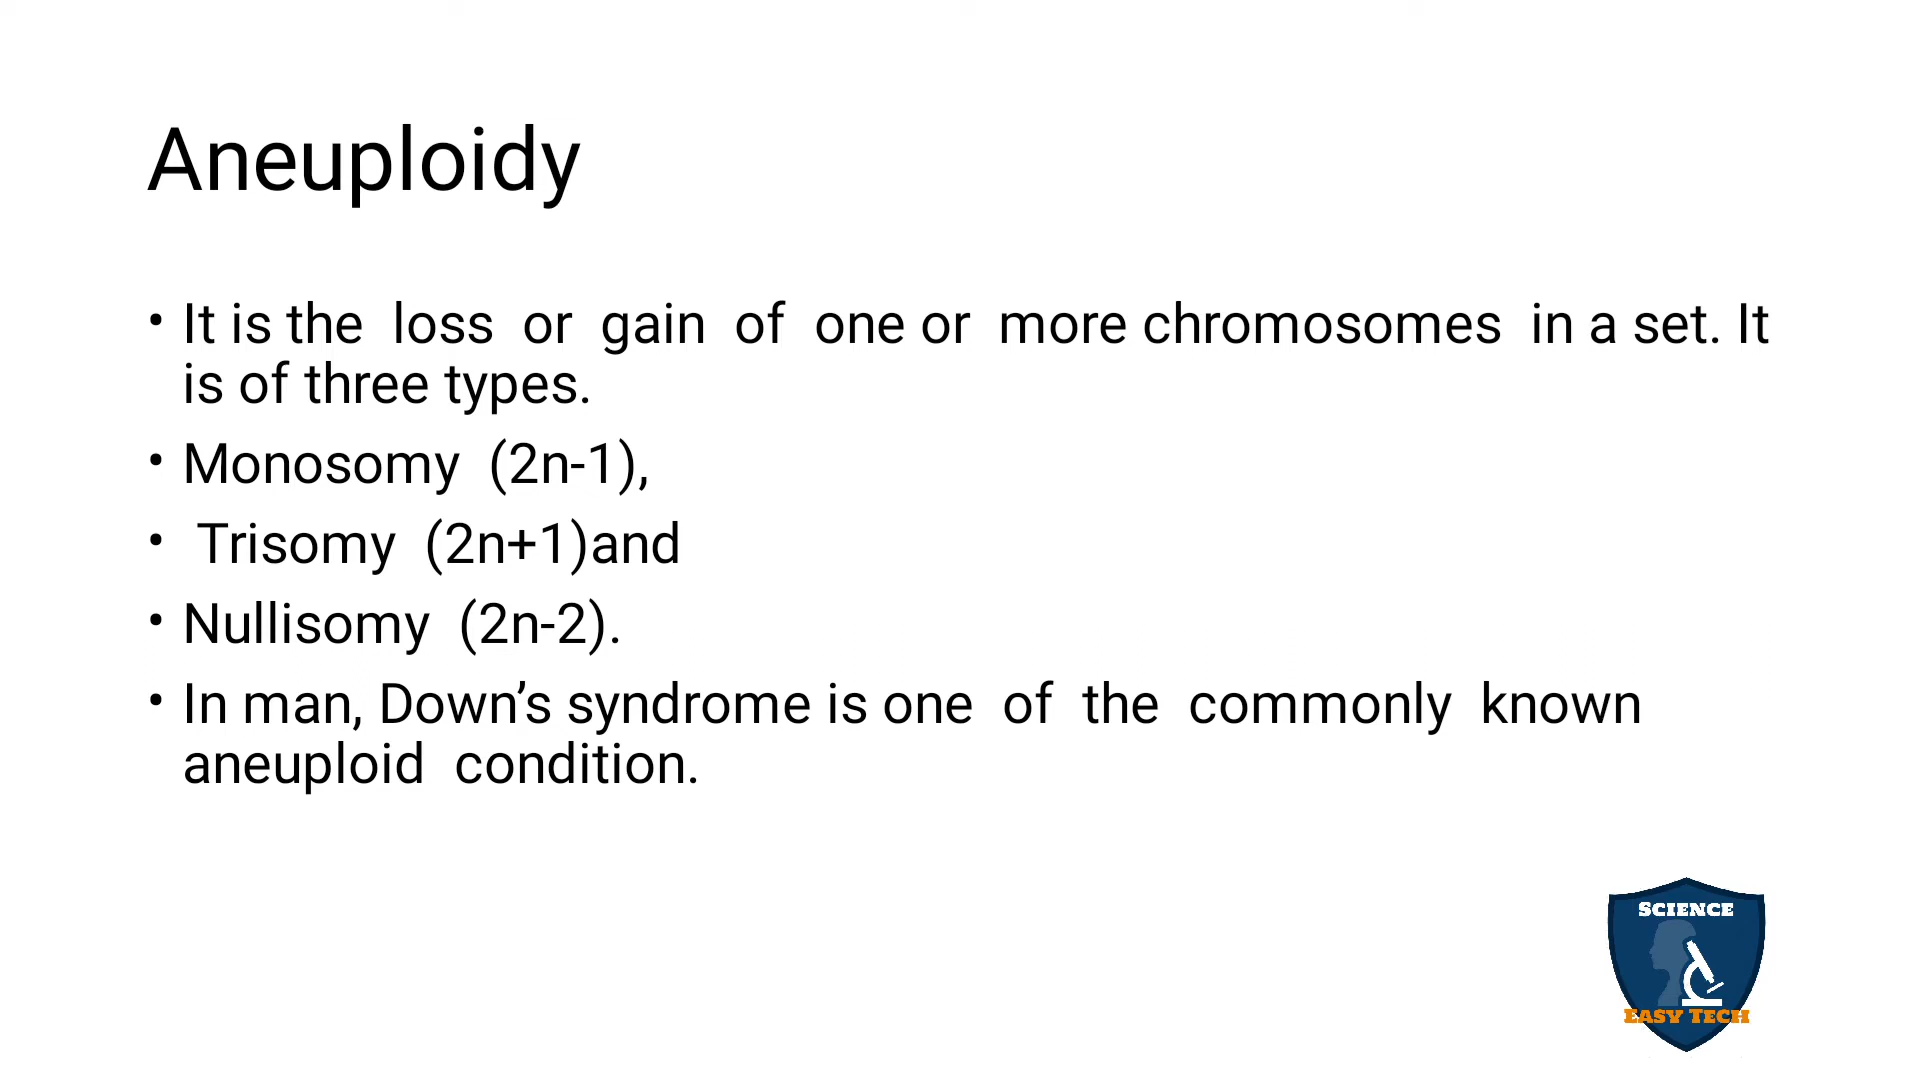 Aneuploidy
• It is the loss or gain of one or more chromosomes in a set. It
is of three types.
• Monosomy (2n-1),
• Trisomy (2n+1)and
• Nullisomy (2n-2).
• In man, Down’s syndrome is one of the commonly known
aneuploid condition.
SCIENCE
EASY TECH